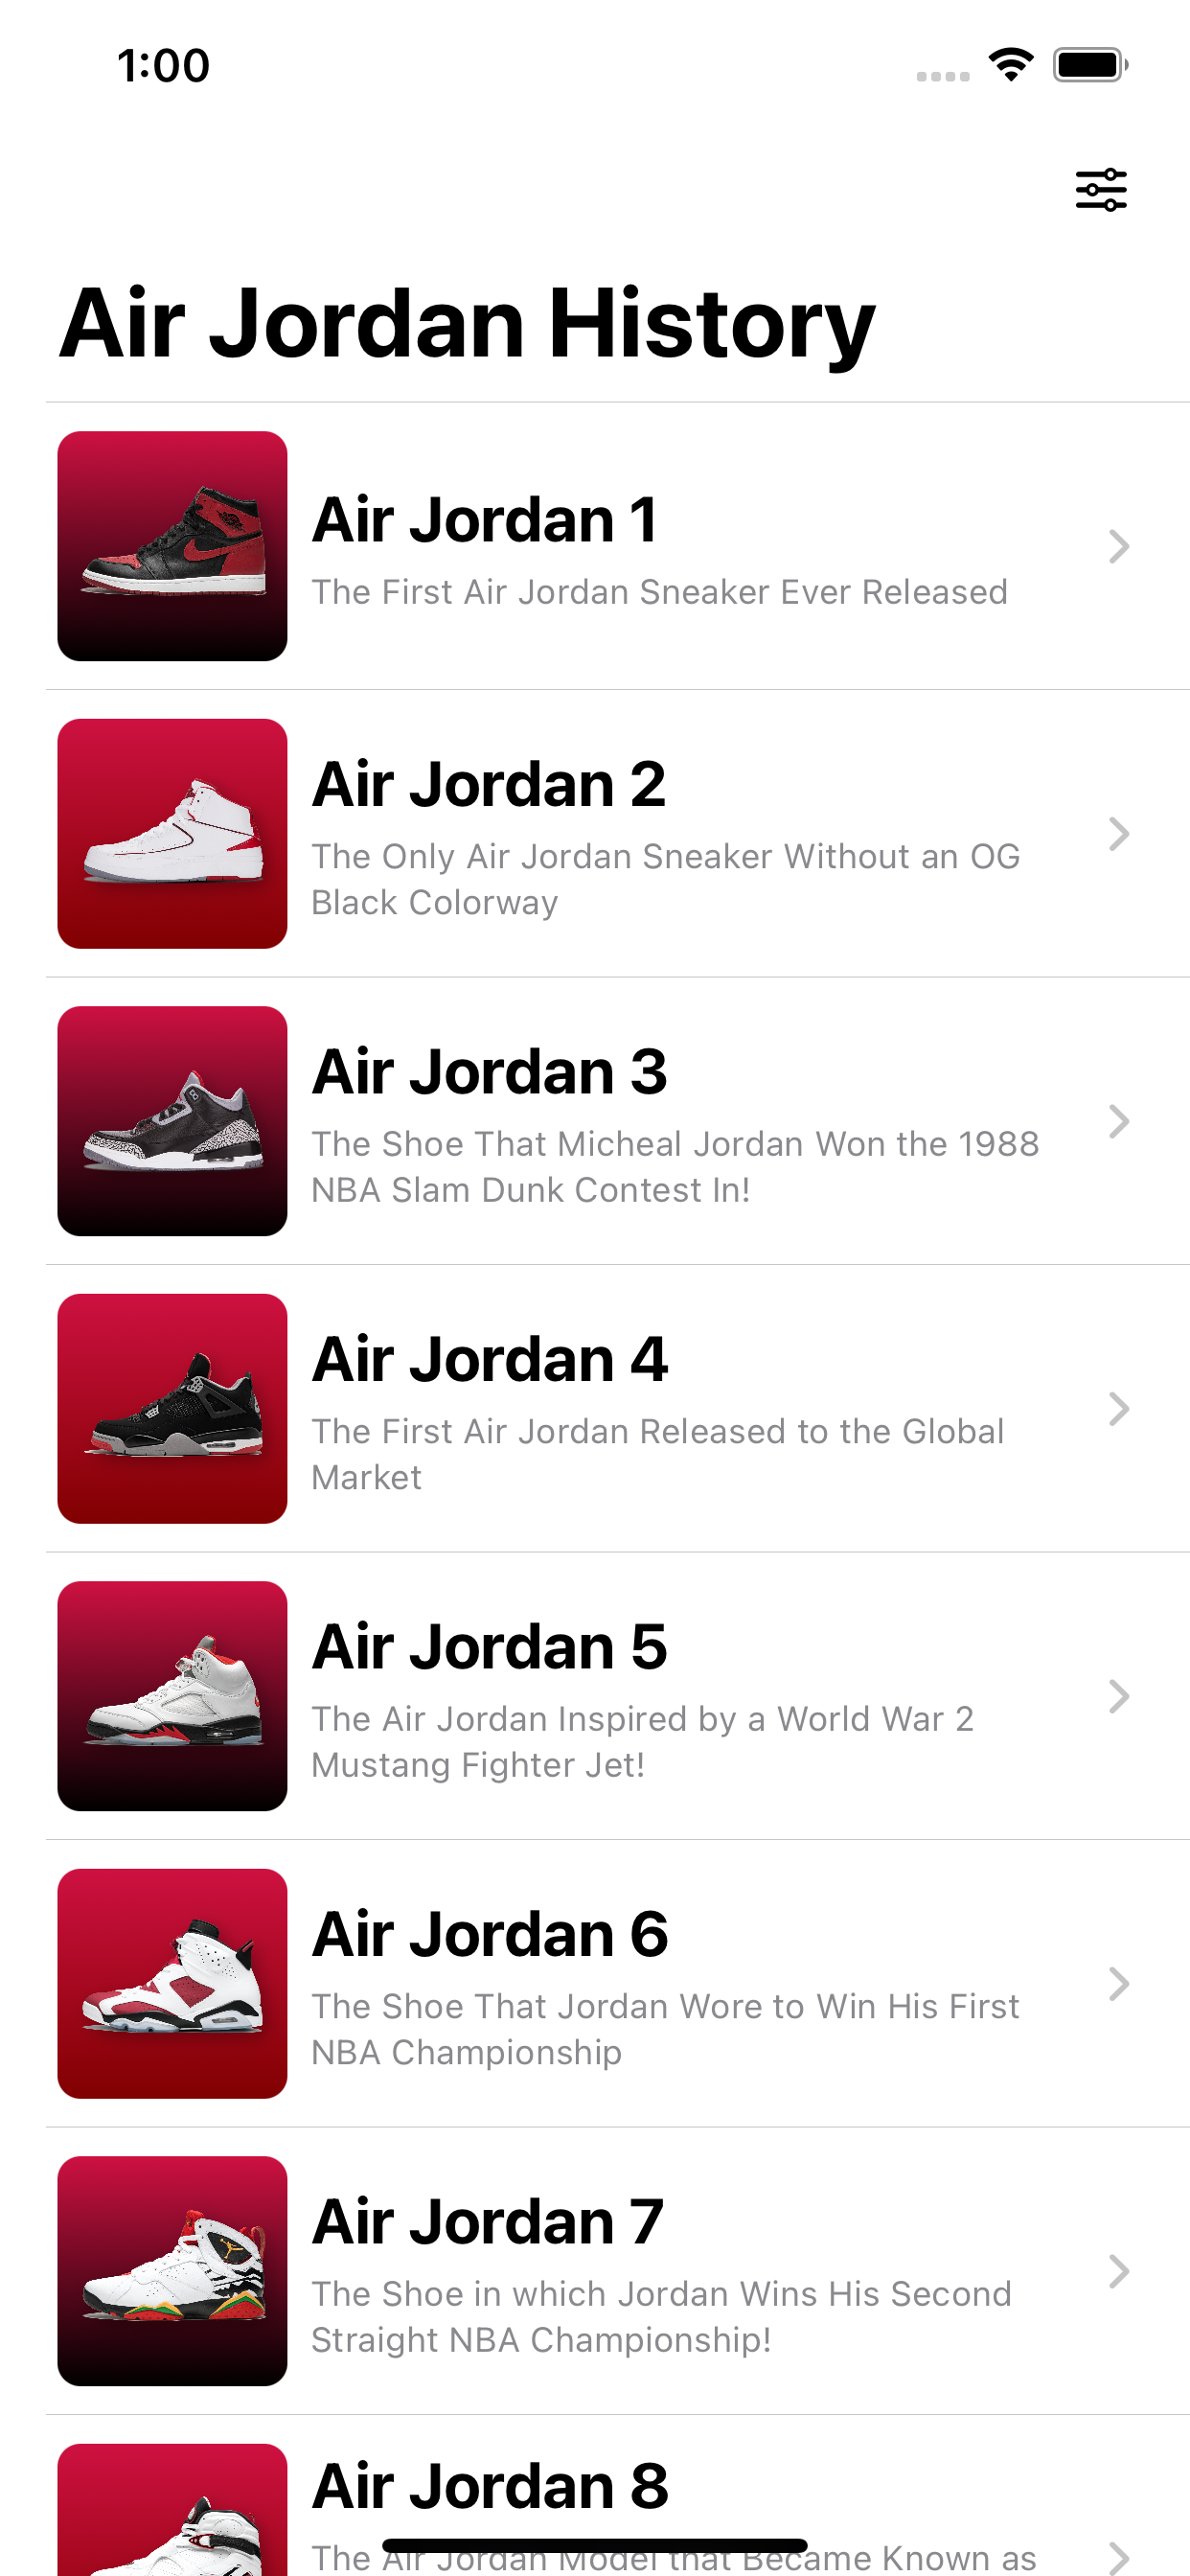 1:00
Air Jordan History
Air Jordan 1
The First Air Jordan Sneaker Ever Released
Air Jordan 2
The Only Air Jordan Sneaker Without an OG
Black Colorway
Air Jordan 3
The Shoe That Micheal Jordan Won the 1988
NBA Slam Dunk Contest In!
Air Jordan 4
The First Air Jordan Released to the Global
Market
Air Jordan 5
The Air Jordan Inspired by a World War 2
Mustang Fighter Jet!
Air Jordan 6
The Shoe That Jordan Wore to Win His First
NBA Championship
Air Jordan 7
The Shoe in which Jordan Wins His Second
Straight NBA Championship!
Air Jordan 8
The Air Jordan Model that Became Known as